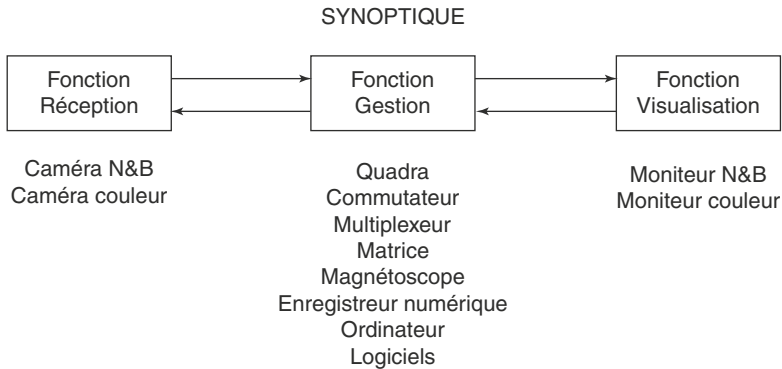 SYNOPTIQUE
Fonction
Réception
Fonction
Gestion
Fonction
Visualisation
Caméra N&B
Caméra couleur
Quadra
Commutateur
Multiplexeur
Matrice
Magnétoscope
Enregistreur numérique
Ordinateur
Logiciels
Moniteur N&B
Moniteur couleur